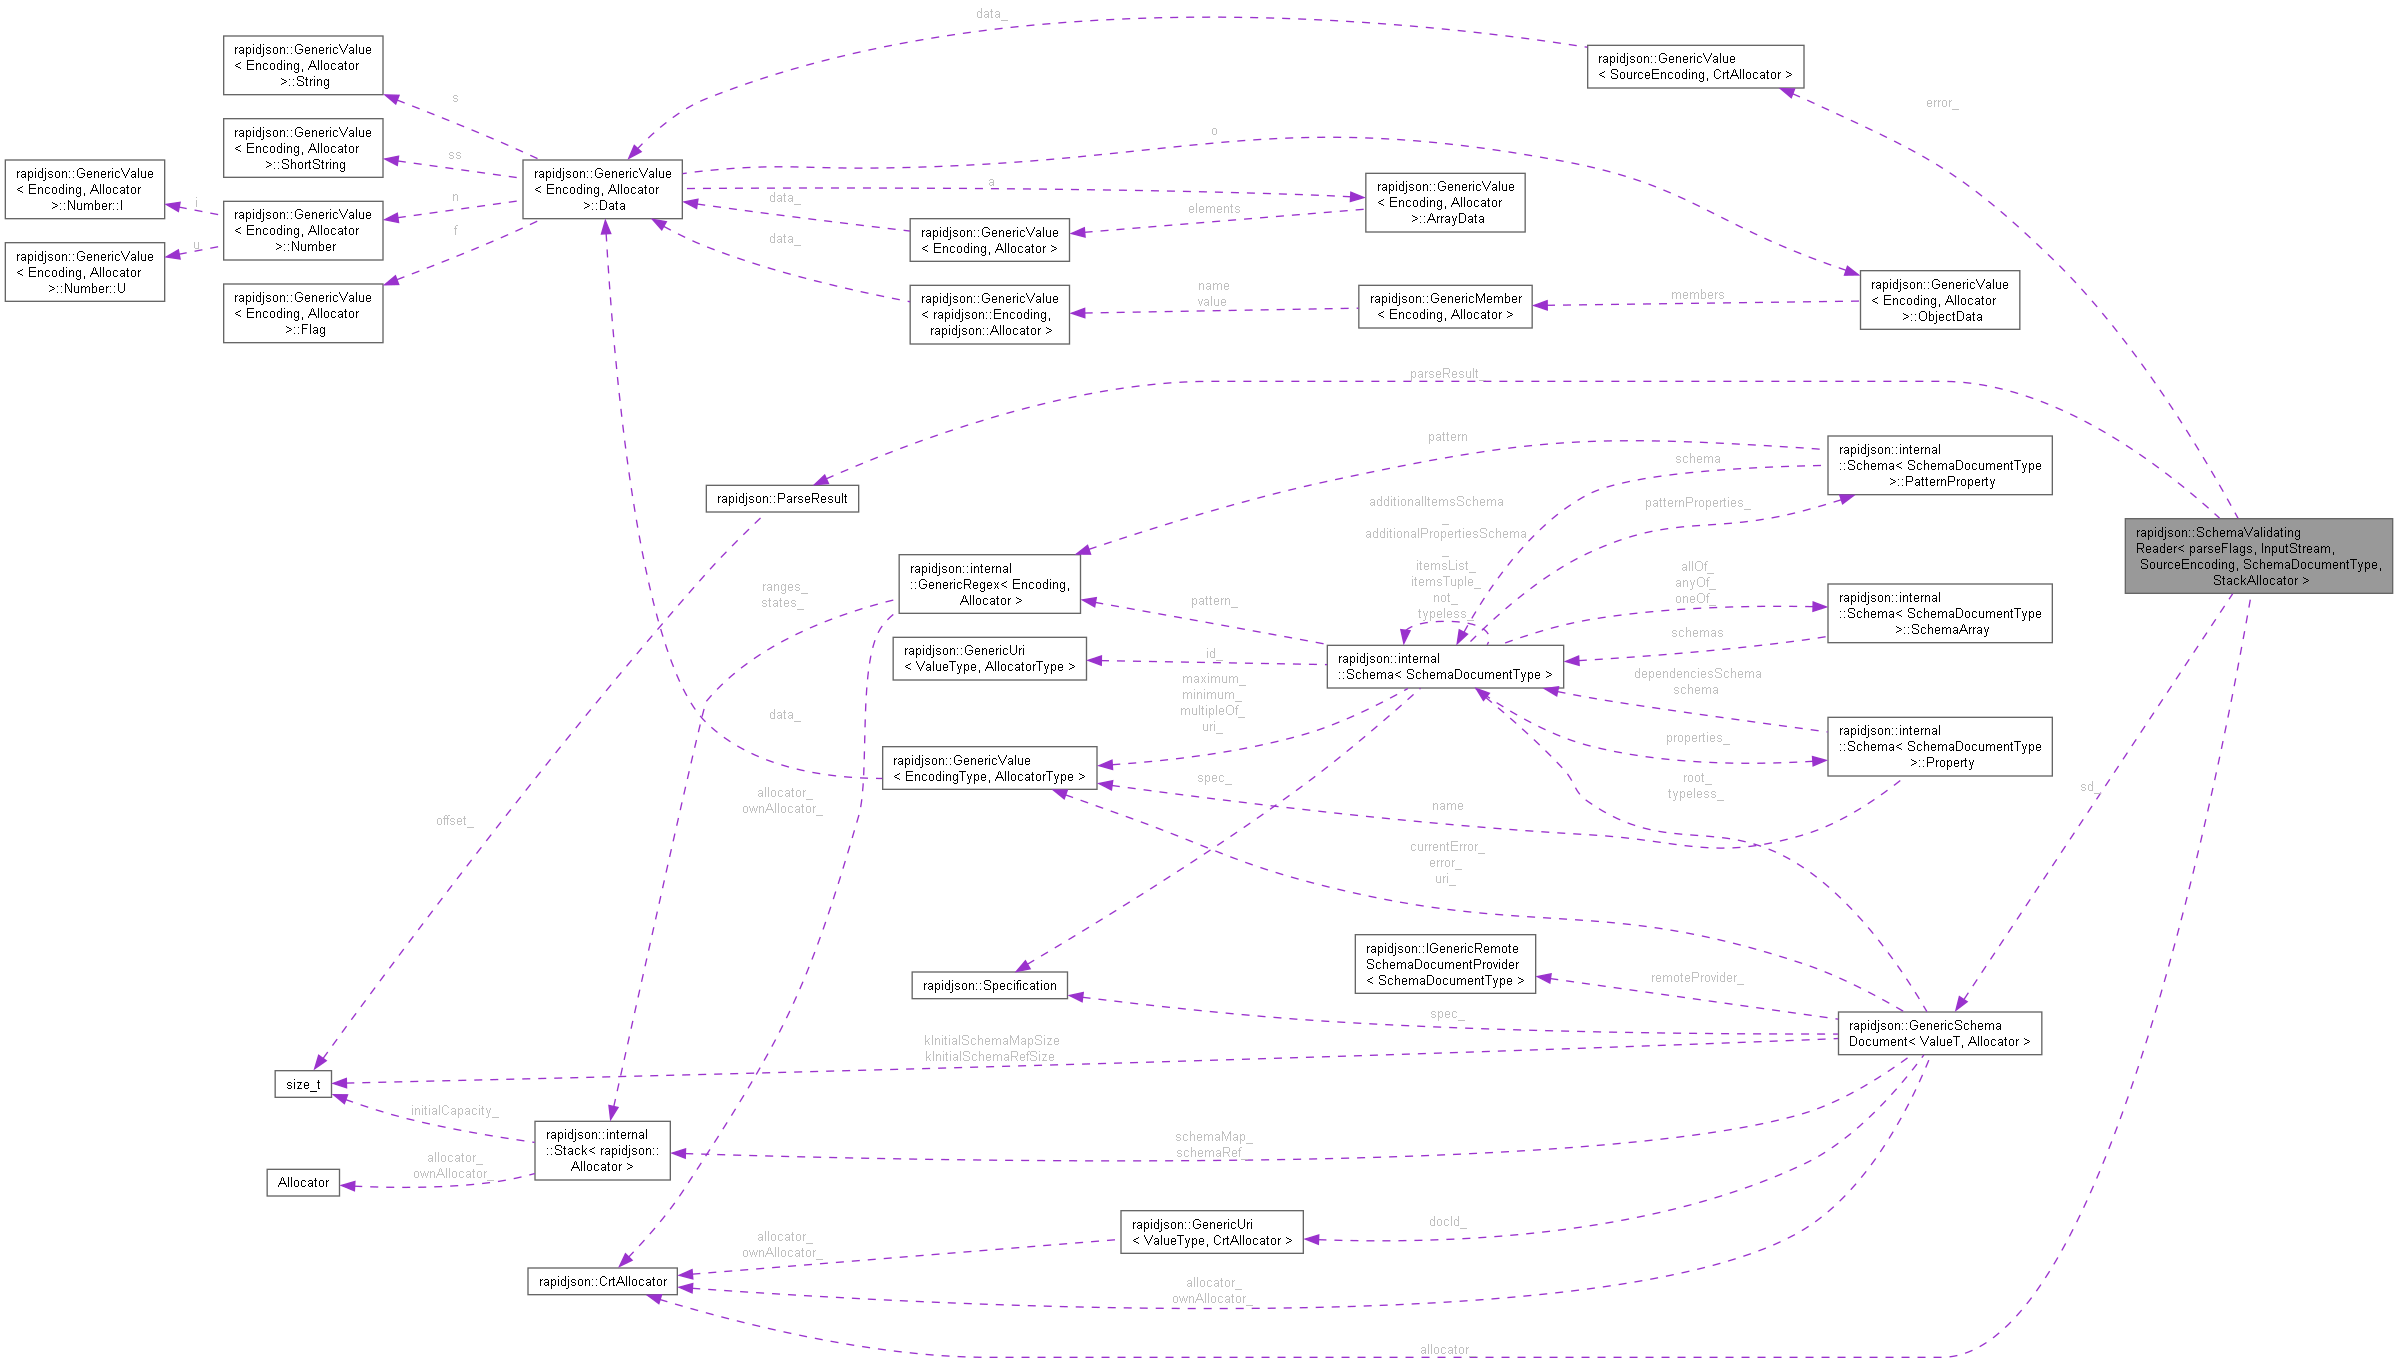 data_
rapidjson::GenericValue
< Encoding, Allocator
>::String
rapidjson::GenericValue
< SourceEncoding, CrtAllocator >
error_
s
rapidjson::GenericValue
< Encoding, Allocator
>::ShortString
ss
o
rapidjson::GenericValue
< Encoding, Allocator
>::Number::I
i
rapidjson::GenericValue
< Encoding, Allocator
>::Number
n
rapidjson::GenericValue
< Encoding, Allocator
>::Data
a
rapidjson::GenericValue
< Encoding, Allocator
>::ArrayData
data_
elements
rapidjson::GenericValue
< Encoding, Allocator >
u
rapidjson::GenericValue
< Encoding, Allocator
>::Number::U
f
data_
rapidjson::GenericValue
< Encoding, Allocator
>::Flag
rapidjson::GenericValue
< rapidjson::Encoding,
rapidjson::Allocator >
name
value
rapidjson::GenericMember
< Encoding, Allocator >
members
rapidjson::GenericValue
< Encoding, Allocator
>::ObjectData
parseResult_
pattern
schema
rapidjson::internal
::Schema< SchemaDocumentType
>::PatternProperty
rapidjson::ParseResult
additionalItemsSchema
_
additionalPropertiesSchema
_
itemsList_
itemsTuple_
not_
typeless_
patternProperties_
rapidjson::SchemaValidating
Reader< parseFlags, InputStream,
SourceEncoding, SchemaDocumentType,
StackAllocator >
rapidjson::internal
::GenericRegex< Encoding,
Allocator >
ranges_
states_
pattern_
allOf_
anyOf_
oneOf_
rapidjson::internal
::Schema< SchemaDocumentType
>::SchemaArray
schemas
rapidjson::GenericUri
< ValueType, AllocatorType >
id_
rapidjson::internal
::Schema< SchemaDocumentType >
maximum_
minimum_
multipleOf_
uri_
dependenciesSchema
schema
data_
properties_
rapidjson::internal
::Schema< SchemaDocumentType
>::Property
rapidjson::GenericValue
< EncodingType, AllocatorType >
spec_
root_
typeless_
sd_
allocator_
ownAllocator_
name
offset_
currentError_
error_
uri_
rapidjson::IGenericRemote
SchemaDocumentProvider
< SchemaDocumentType >
remoteProvider_
rapidjson::Specification
spec_
rapidjson::GenericSchema
Document< ValueT, Allocator >
kInitialSchemaMapSize
kInitialSchemaRefSize
size_t
initialCapacity_
rapidjson::internal
::Stack< rapidjson::
Allocator >
schemaMap_
schemaRef_
allocator_
ownAllocator_
Allocator
rapidjson::GenericUri
< ValueType, CrtAllocator >
docId_
allocator_
ownAllocator_
rapidjson::CrtAllocator
allocator_
ownAllocator_
allocator_